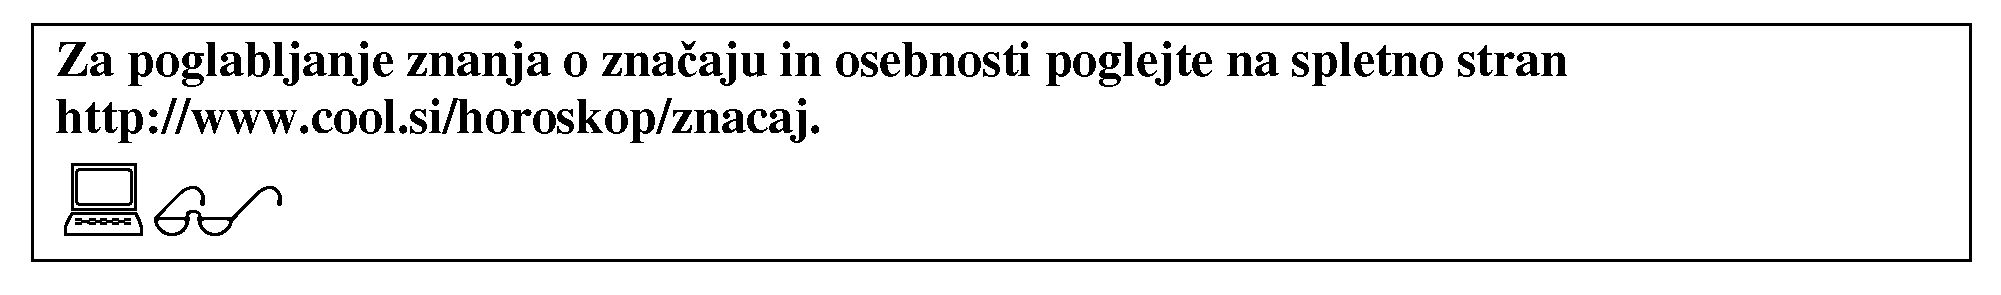 Za poglabljanje znanja o značaju in osebnosti poglejte na spletno stran
http://www.cool.si/horoskop/znacaj.